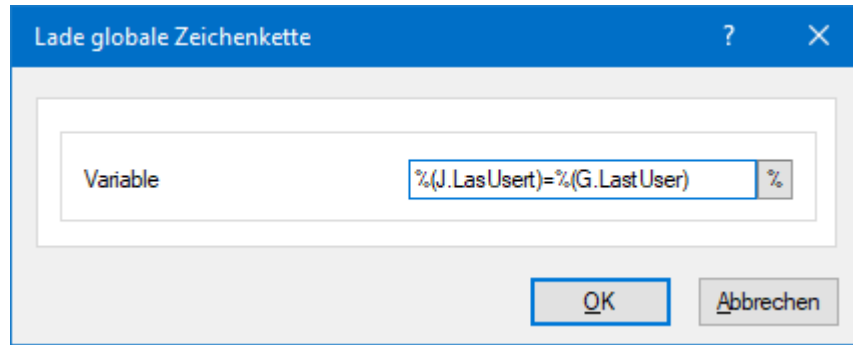 Lade globale Zeichenkette ?
Variable %(J.LasUsert)=%(G.LastUser) %
OK Abbrechen